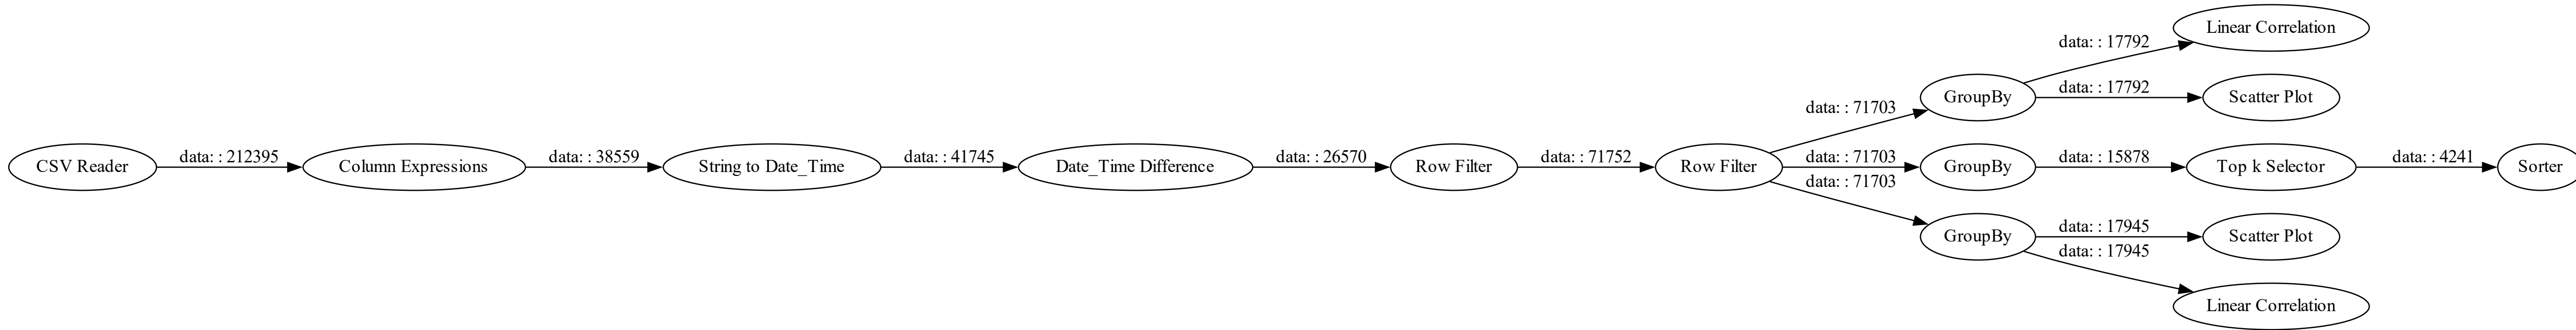 CSV Reader
data: : 212395
Column Expressions
data: : 38559
String to Date_Time
data: : 41745
Date_Time Difference
data: : 26570
Row Filter
data: : 71752
Row Filter
data: : 71703
data: : 71703
data: : 71703
GroupBy
data: : 17792
Linear Correlation
data: : 17792
Scatter Plot
GroupBy
data: : 15878
Top k Selector
data: : 4241
Sorter
GroupBy
data: : 17945
Scatter Plot
data: : 17945
Linear Correlation